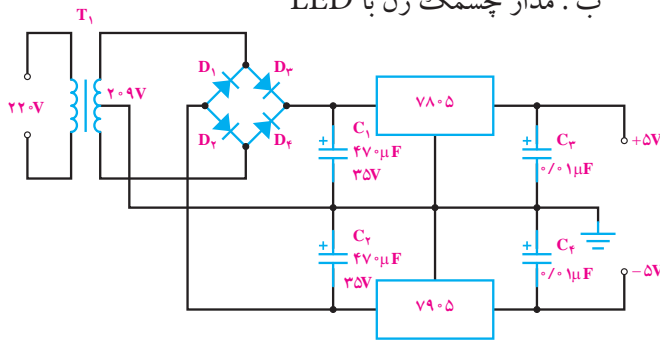 ب . مدار چشمک زن با LED
T۱
۲۲۰V
۲۰۹V
D۱
D۳
D۲
D۴
۷۸۰۵
C۱
۴۷۰μF
۳۵V
C۳
۰/۰۱μF
+۵V
C۲
۴۷۰μF
۳۵V
C۴
۰/۰۱μF
−۵V
۷۹۰۵